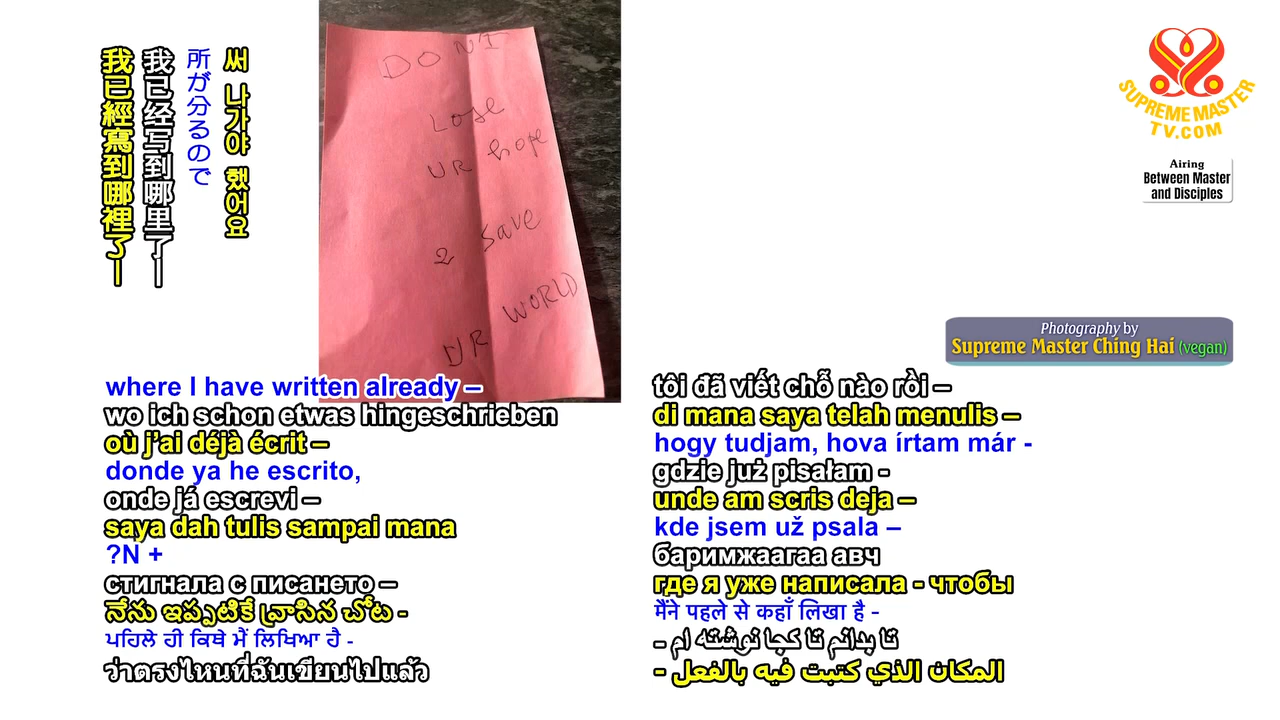 我已經寫到哪裡了—
我已经写到哪里了—
所が分るので
써 나가야 했어요
DON'T
Lose
UR hope
2 Save
UR WORLD
SUPREME MASTER
TV.COM
Airing
Between Master
and Disciples
Photography by
Supreme Master Ching Hai (vegan)
where I have written already –
wo ich schon etwas hingeschrieben
où j'ai déjà écrit –
donde ya he escrito,
onde já escrevi –
saya dah tulis sampai mana
?N +
стигнала с писането –
నేను ఇప్పటికే వ్రాసిన చోట -
ਪਹਿਲੇ ਹੀ ਕਿਥੇ ਮੈਂ ਲਿਖਿਆ ਹੈ -
ว่าตรงไหนที่ฉันเขียนไปแล้ว
tôi đã viết chỗ nào rồi –
di mana saya telah menulis –
hogy tudjam, hova írtam már -
gdzie już pisałam -
unde am scris deja –
kde jsem už psala –
баримжаагаа авч
где я уже написала - чтобы
मैंने पहले से कहाँ लिखा है -
تا بدانم تا کجا نوشته ام -
المكان الذي كتبت فيه بالفعل -